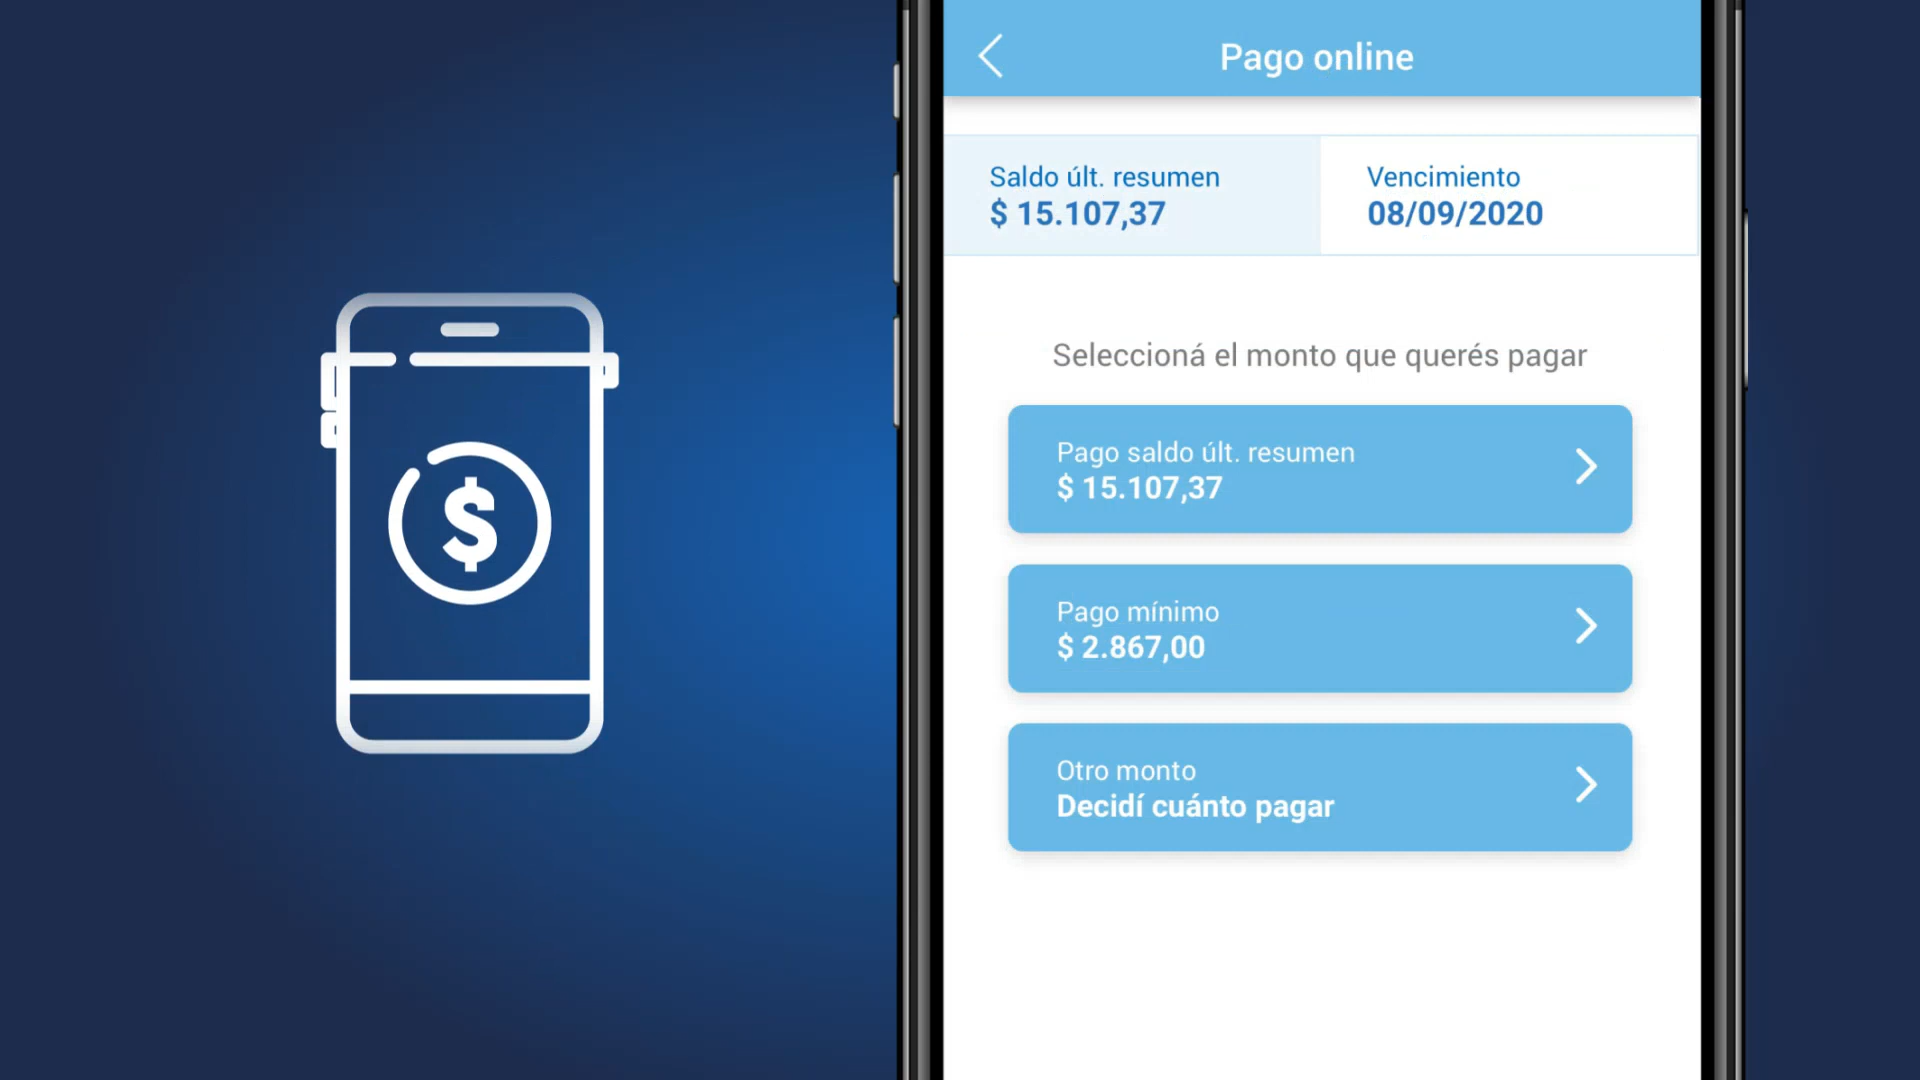 Pago online
Saldo últ. resumen
$ 15.107,37
Vencimiento
08/09/2020
Seleccioná el monto que querés pagar
Pago saldo últ. resumen
$ 15.107,37
Pago mínimo
$ 2.867,00
Otro monto
Decidí cuánto pagar
$